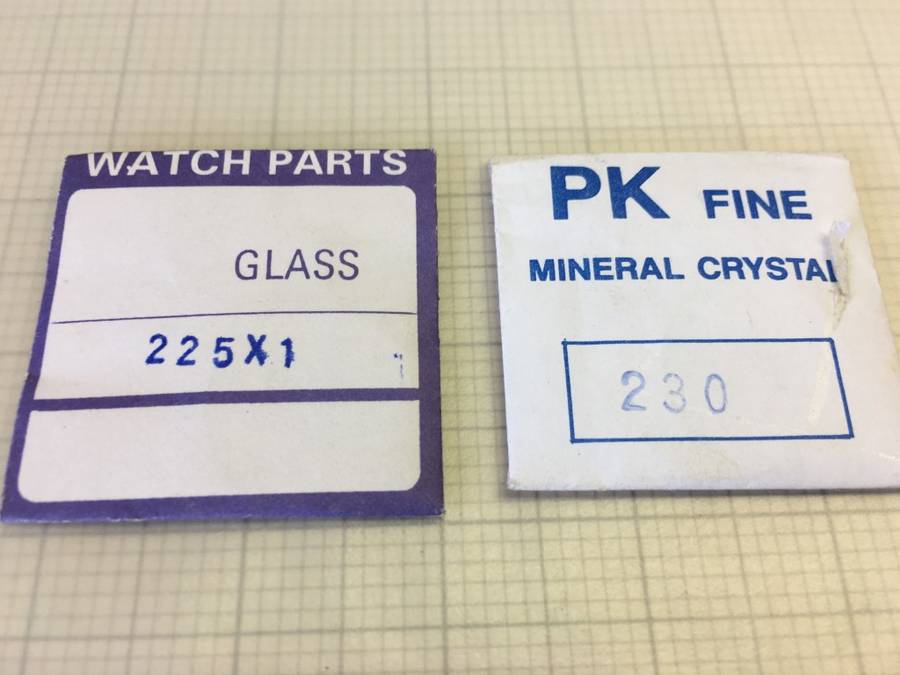 WATCH PARTS
GLASS
225X1
PK FINE
MINERAL CRYSTAL
230